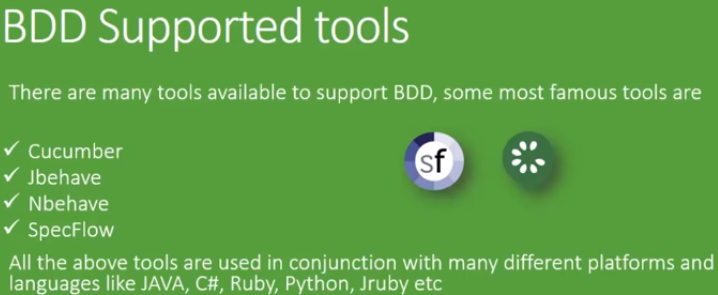 BDD Supported tools
There are many tools available to support BDD, some most famous tools are
✓ Cucumber
✓ Jbehave
✓ Nbehave
✓ SpecFlow
sf
All the above tools are used in conjunction with many different platforms and
languages like JAVA, C#, Ruby, Python, Jruby etc